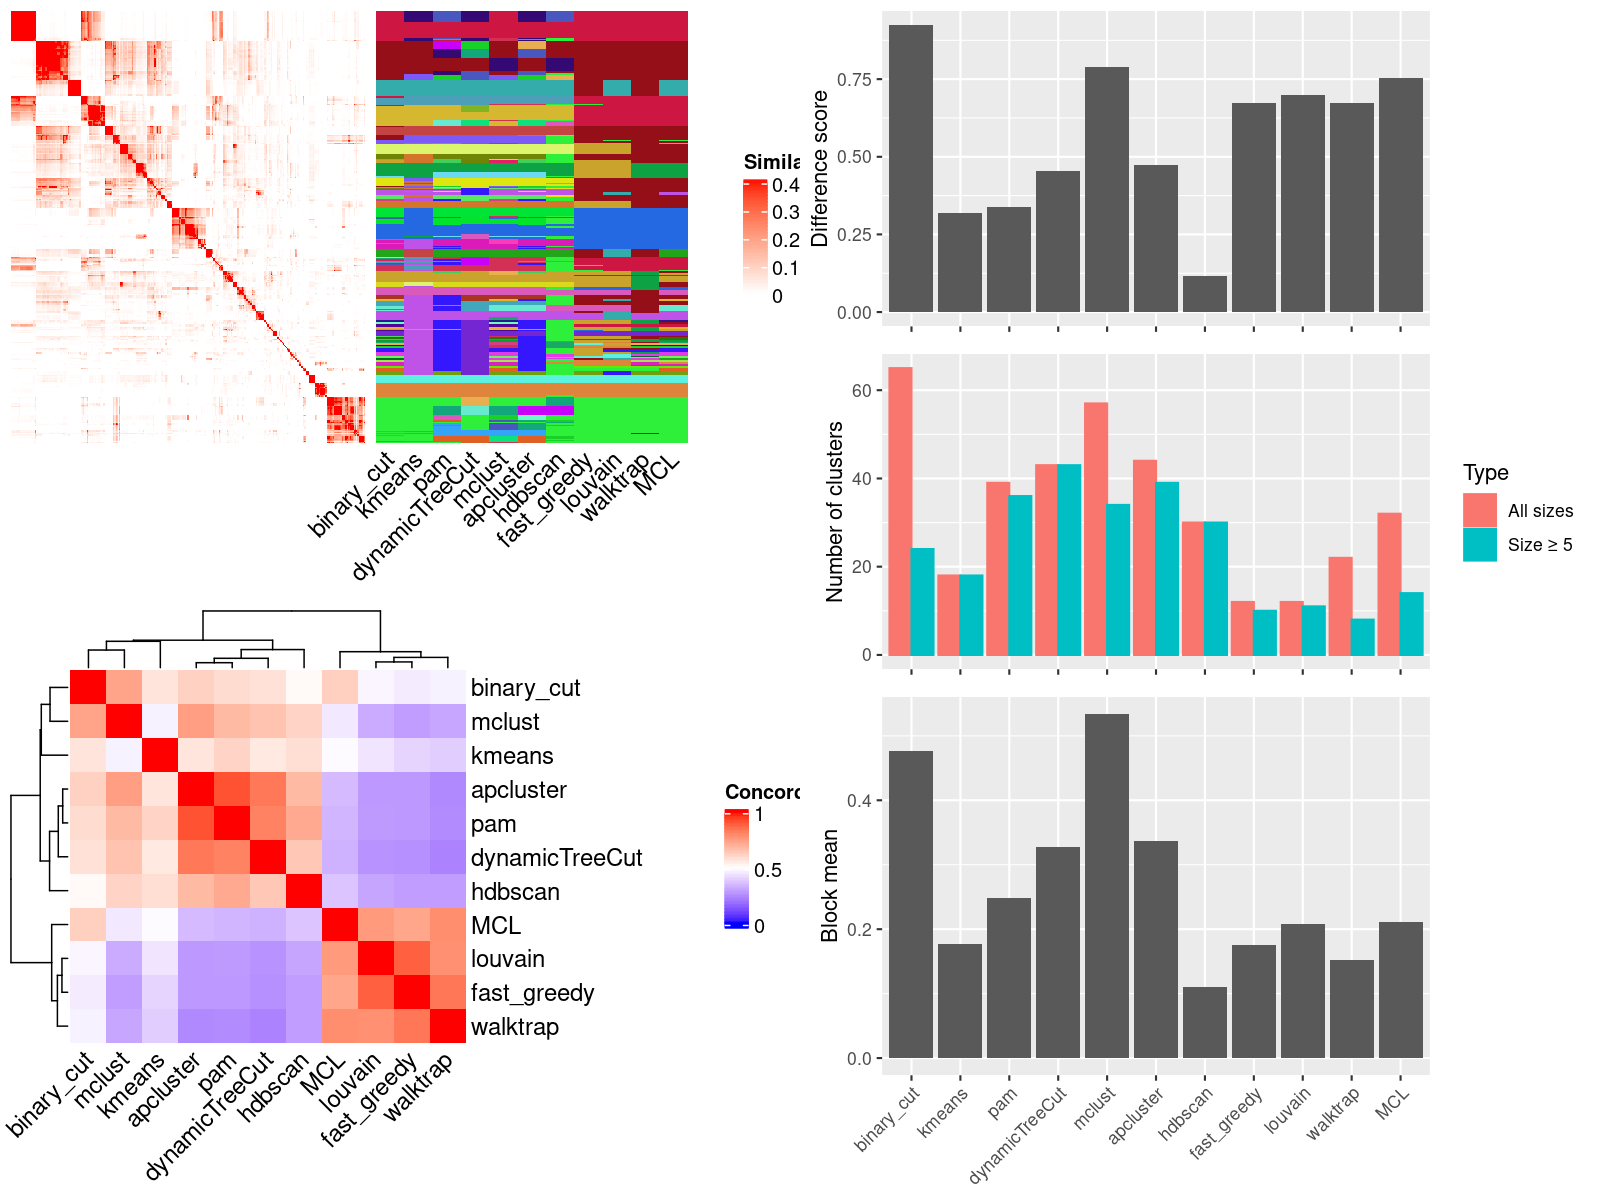 Simila
0.4
0.3
0.2
0.1
0
binary_cut
kmeans
pam
dynamicTreeCut
mclust
apcluster
hdbscan
fast_greedy
louvain
walktrap
MCL
binary_cut
mclust
kmeans
apcluster
pam
dynamicTreeCut
hdbscan
MCL
louvain
fast_greedy
walktrap
Concord
1
0.5
0
binary_cut
mclust
kmeans
apcluster
pam
dynamicTreeCut
hdbscan
MCL
louvain
fast_greedy
walktrap
Difference score
0.75
0.50
0.25
0.00
Number of clusters
60
40
20
0
Type
All sizes
Size ≥ 5
Block mean
0.4
0.2
0.0
binary_cut
kmeans
pam
dynamicTreeCut
mclust
apcluster
hdbscan
fast_greedy
louvain
walktrap
MCL